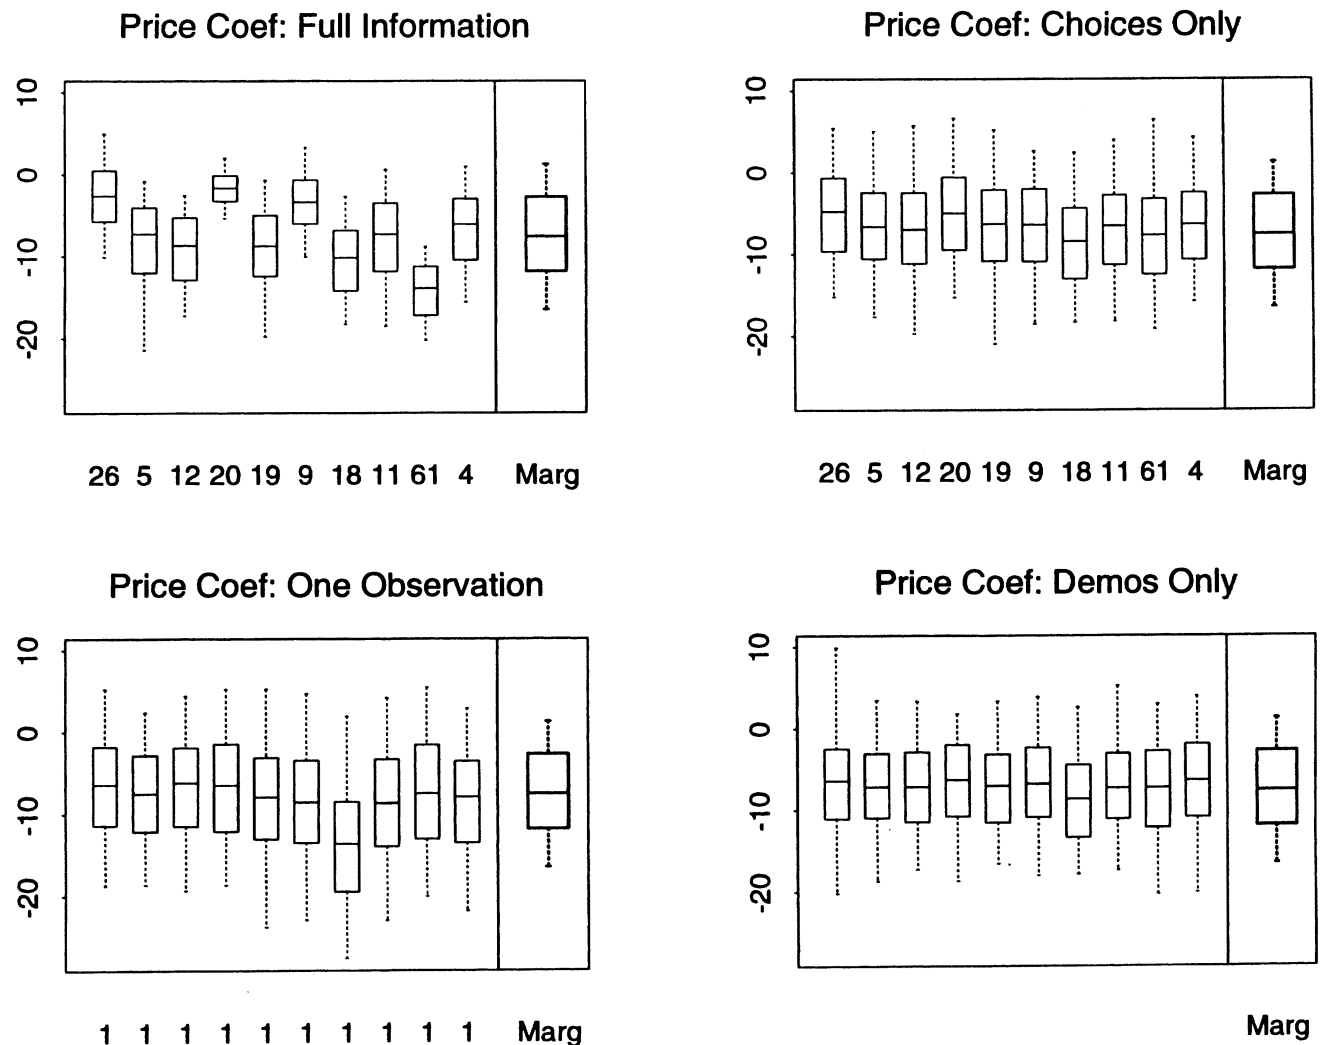 Price Coef: Full Information
10
0
-10
-20
26 5 12 20 19 9 18 11 61 4 Marg
Price Coef: Choices Only
10
0
-10
-20
26 5 12 20 19 9 18 11 61 4 Marg
Price Coef: One Observation
10
0
-10
-20
1 1 1 1 1 1 1 1 1 1 Marg
Price Coef: Demos Only
10
0
-10
-20
Marg